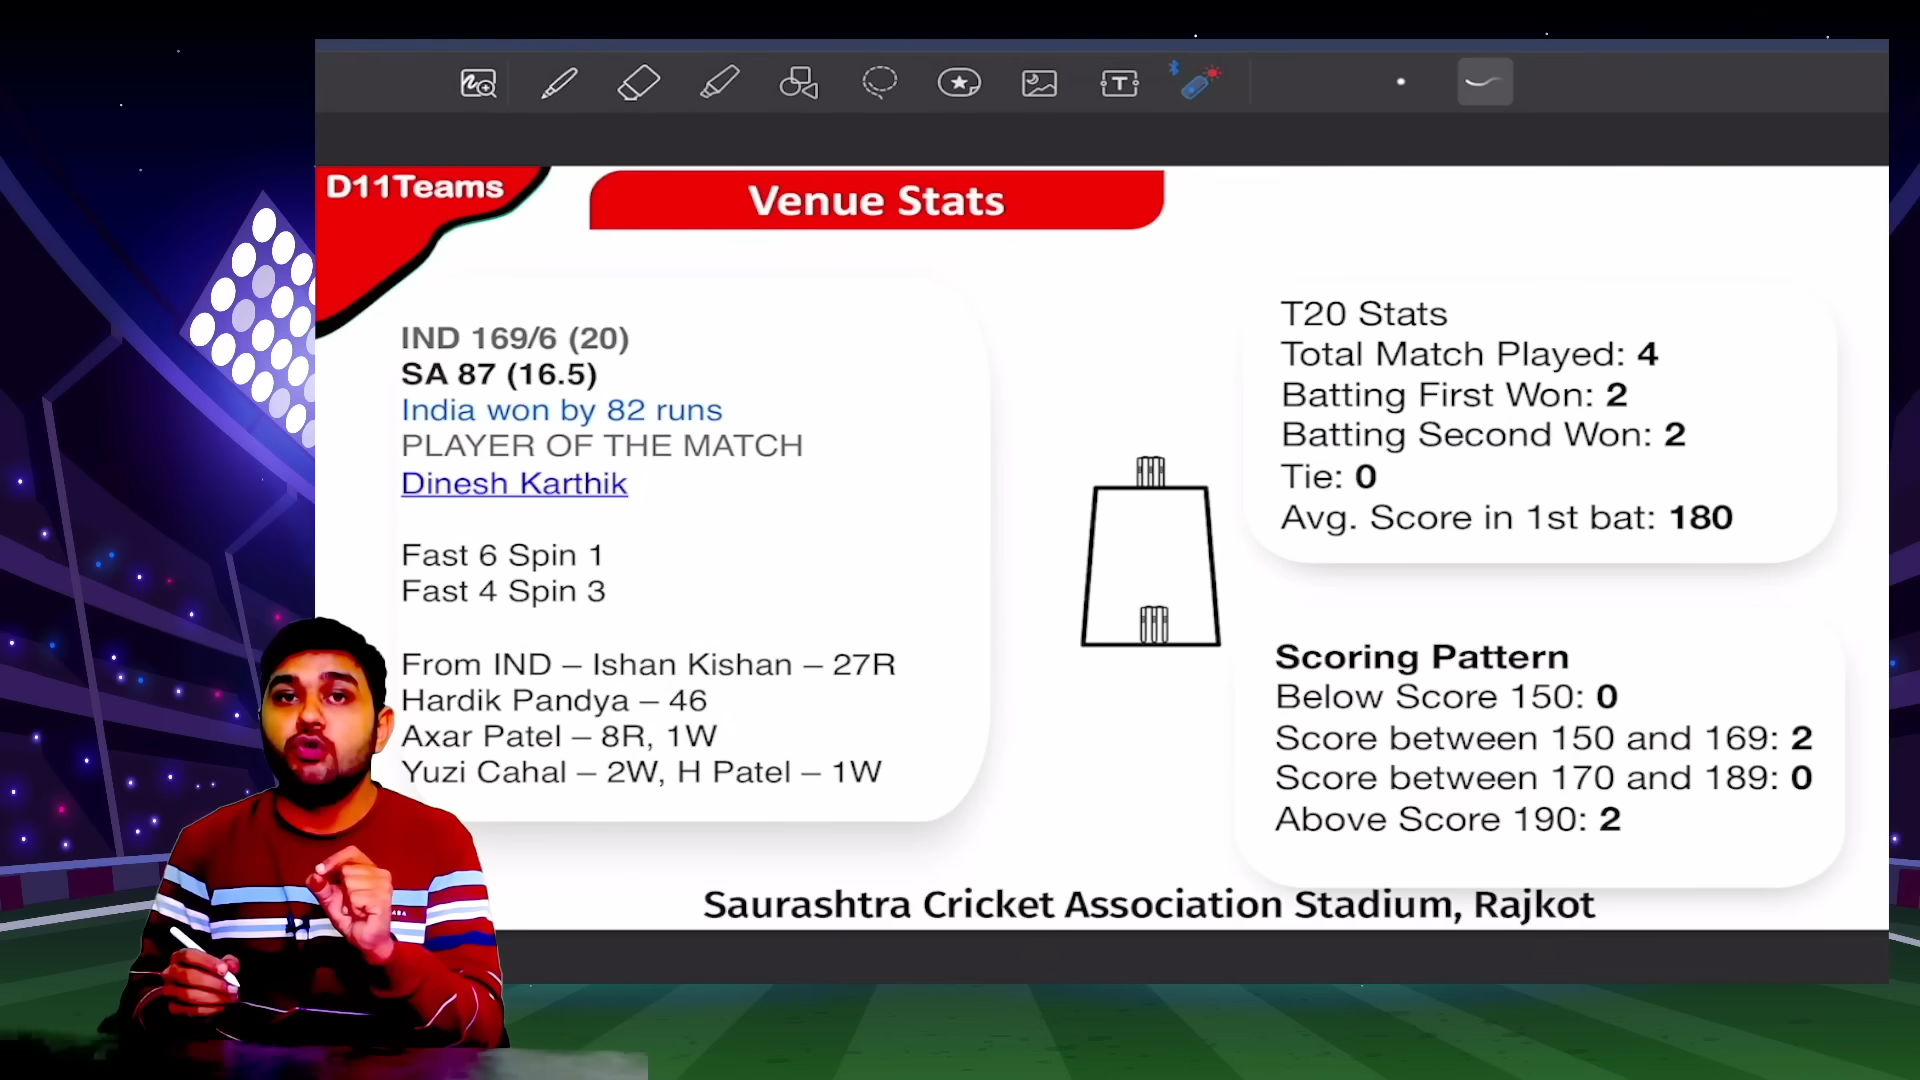 D11Teams
Venue Stats
IND 169/6 (20)
SA 87 (16.5)
India won by 82 runs
PLAYER OF THE MATCH
Dinesh Karthik
Fast 6 Spin 1
Fast 4 Spin 3
From IND – Ishan Kishan – 27R
Hardik Pandya – 46
Axar Patel – 8R, 1W
Yuzi Cahal – 2W, H Patel – 1W
T20 Stats
Total Match Played: 4
Batting First Won: 2
Batting Second Won: 2
Tie: 0
Avg. Score in 1st bat: 180
Scoring Pattern
Below Score 150: 0
Score between 150 and 169: 2
Score between 170 and 189: 0
Above Score 190: 2
Saurashtra Cricket Association Stadium, Rajkot